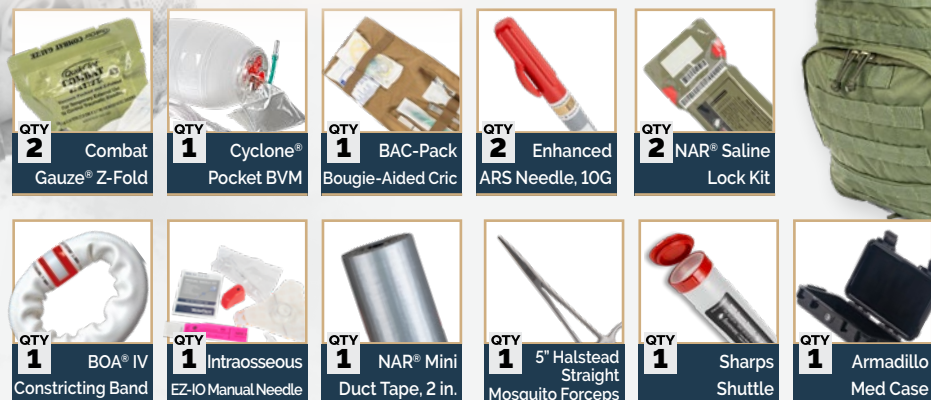 QuikClot
COMBAT
GAUZE
QTY
2
Combat
Gauze® Z-Fold
QTY
1
Cyclone®
Pocket BVM
QTY
1
BAC-Pack
Bougie-Aided Cric
QTY
2
Enhanced
ARS Needle, 10G
QTY
2
NAR® Saline
Lock Kit
QTY
1
BOA® IV
Constricting Band
QTY
1
Intraosseous
EZ-IO Manual Needle
QTY
1
NAR® Mini
Duct Tape, 2 in.
QTY
1
5” Halstead
Straight
Mosquito Forceps
QTY
1
Sharps
Shuttle
QTY
1
Armadillo
Med Case